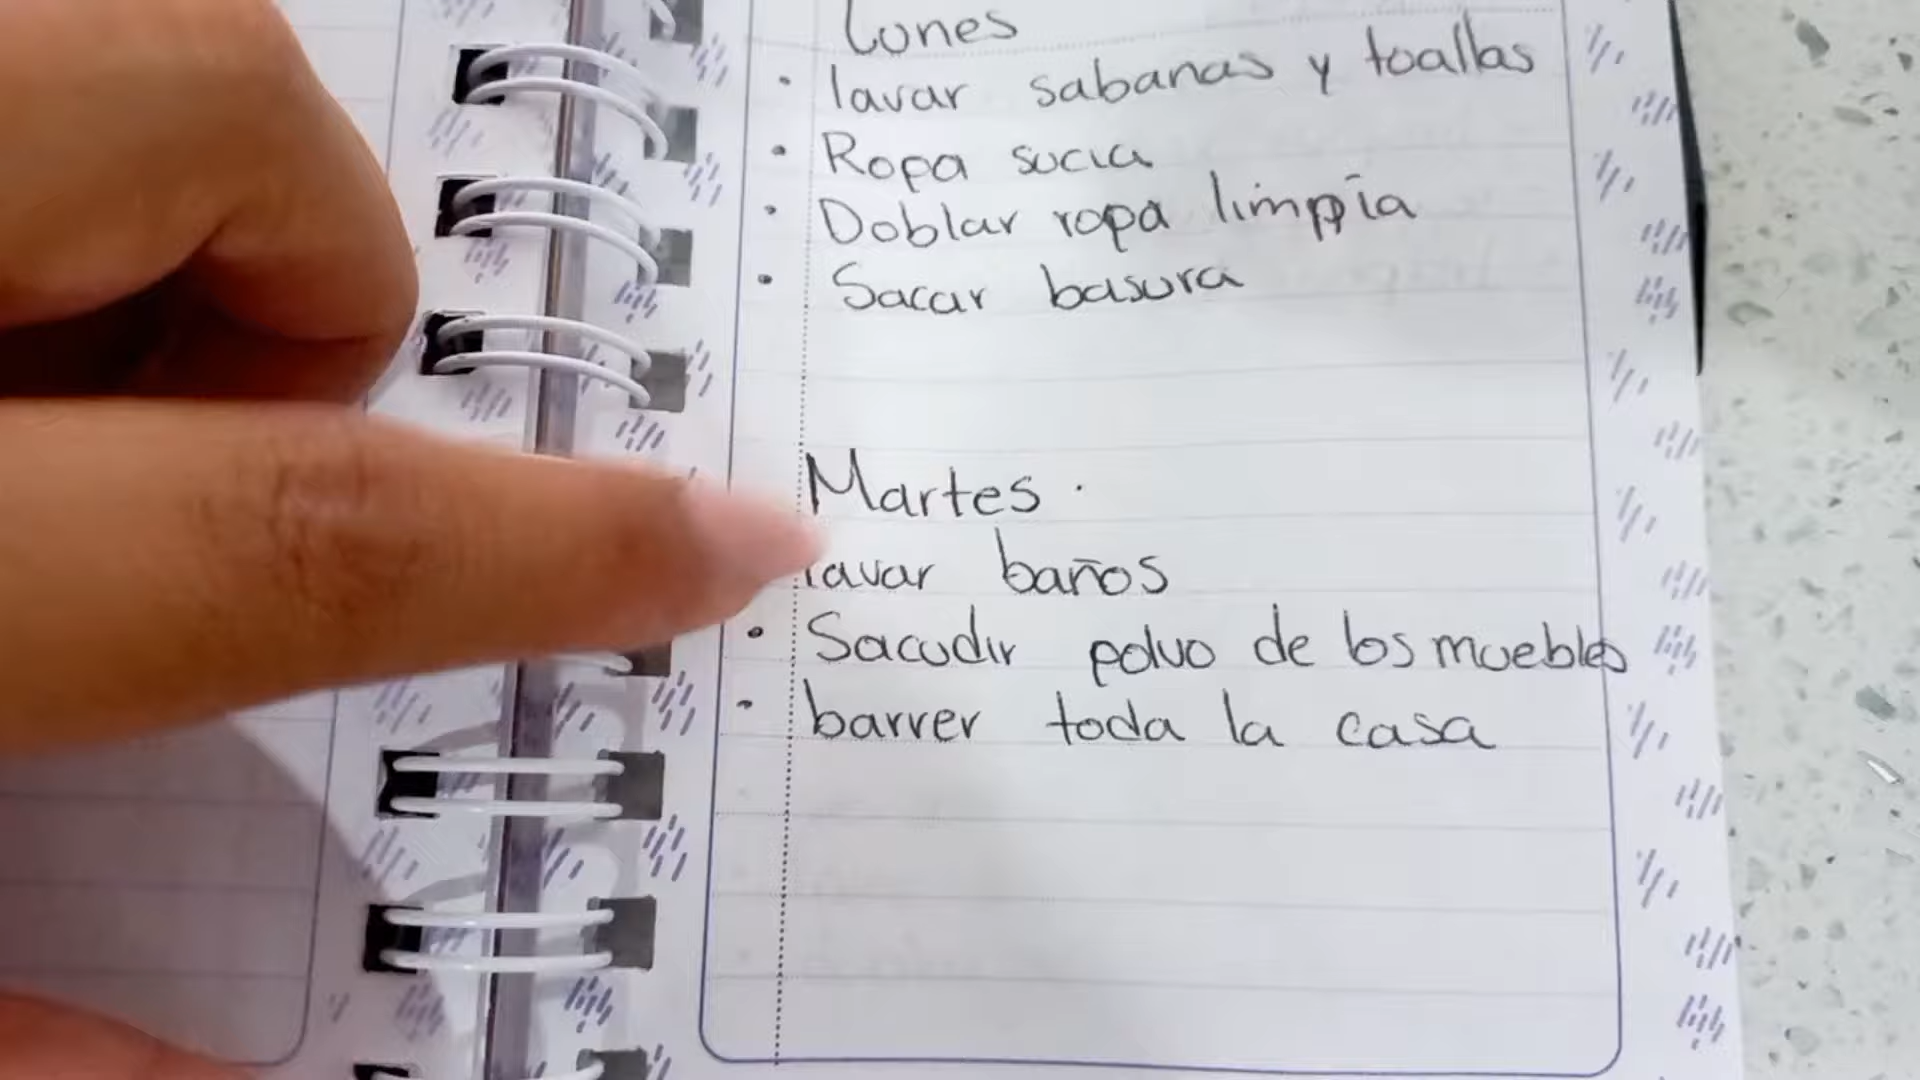 Lunes
• lavar sabanas y toallas
• Ropa sucia
• Doblar ropa limpia
• Sacar basura
Martes.
lavar baños
• Sacudir polvo de los muebles
• barrer toda la casa